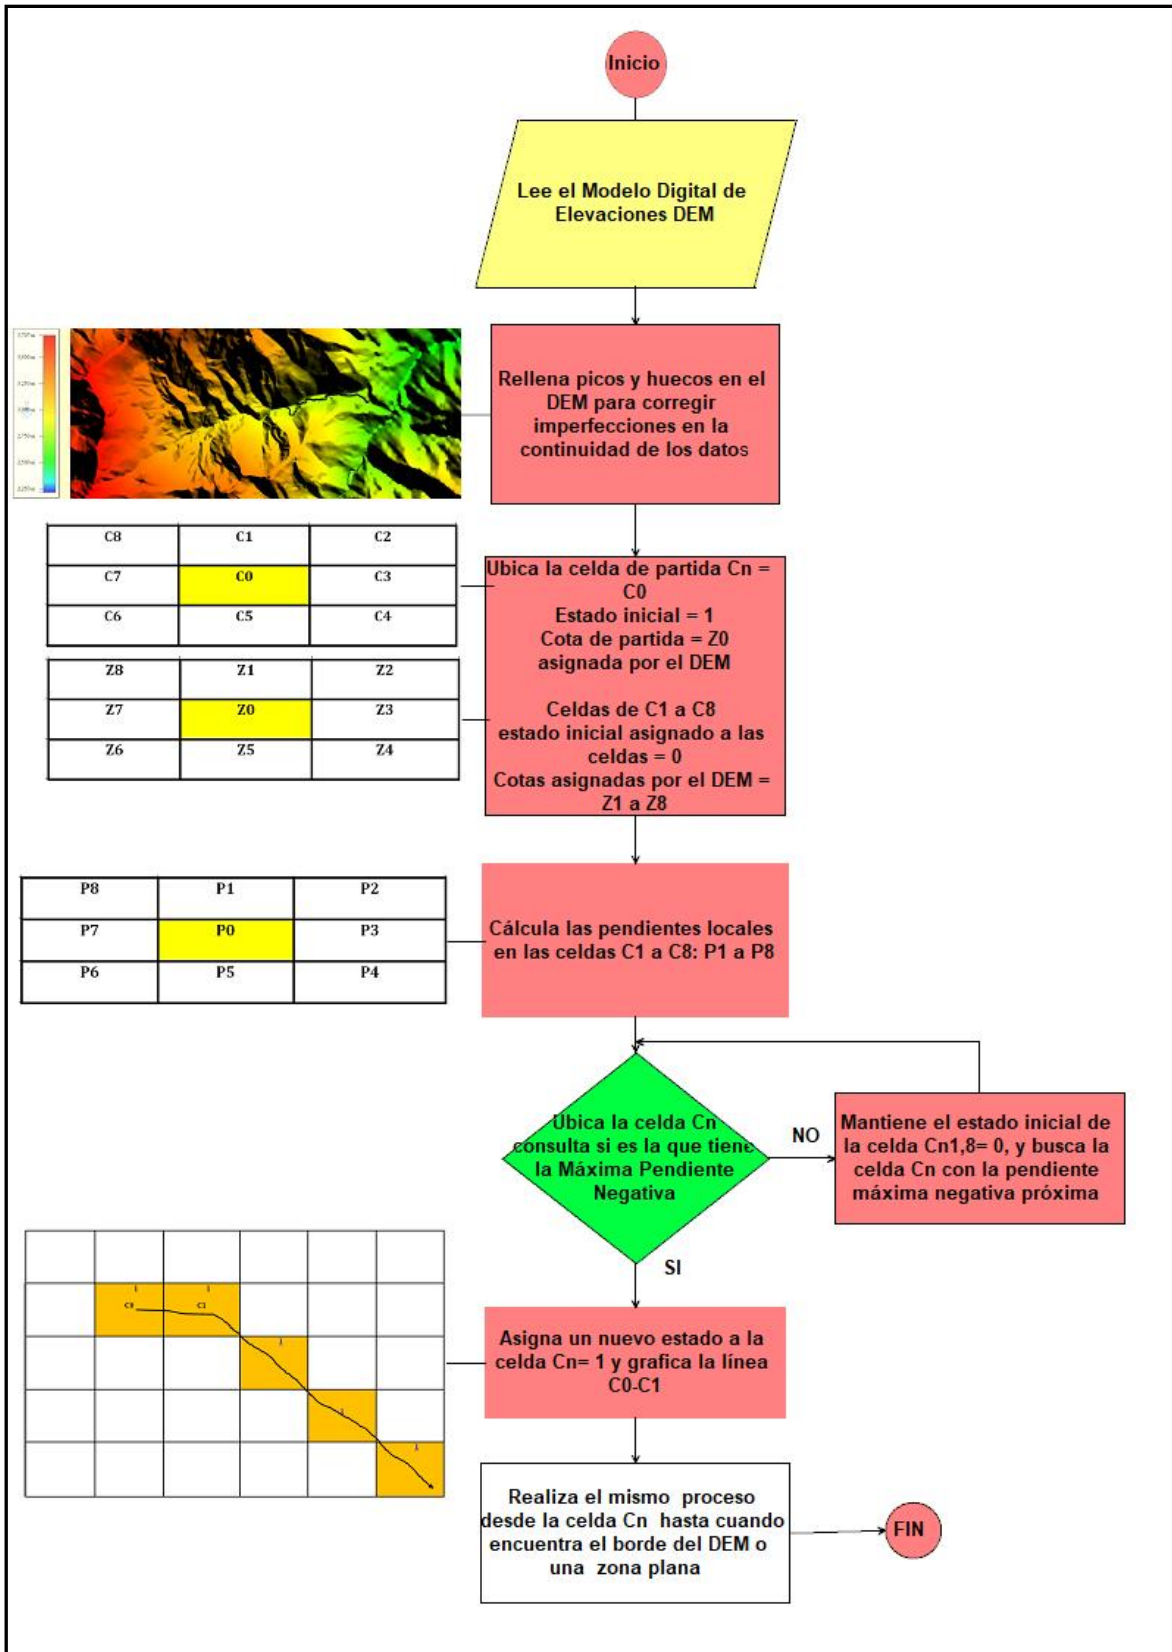 Inicio
Lee el Modelo Digital de
Elevaciones DEM
Rellena picos y huecos en el
DEM para corregir
imperfecciones en la
continuidad de los datos
C8 C1 C2
C7 C0 C3
C6 C5 C4
Z8 Z1 Z2
Z7 Z0 Z3
Z6 Z5 Z4
Ubica la celda de partida Cn =
C0
Estado inicial = 1
Cota de partida = Z0
asignada por el DEM
Celdas de C1 a C8
estado inicial asignado a las
celdas = 0
Cotas asignadas por el DEM =
Z1 a Z8
P8 P1 P2
P7 P0 P3
P6 P5 P4
Cálcula las pendientes locales
en las celdas C1 a C8: P1 a P8
Ubica la celda Cn
consulta si es la que tiene
la Máxima Pendiente
Negativa
NO
Mantiene el estado inicial de
la celda Cn1,8= 0, y busca la
celda Cn con la pendiente
máxima negativa próxima
SI
C0 C1
Asigna un nuevo estado a la
celda Cn= 1 y grafica la línea
C0-C1
Realiza el mismo proceso
desde la celda Cn hasta cuando
encuentra el borde del DEM o
una zona plana
FIN